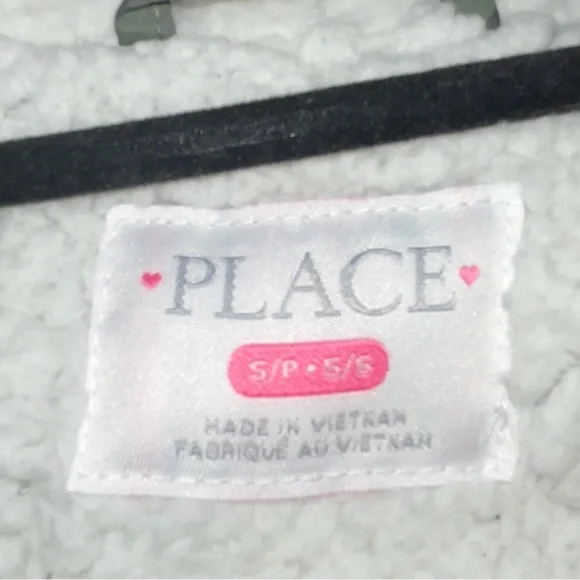 PLACE
S/P • 5/6
MADE IN VIETNAM
FABRIQUÉ AU VIETNAM